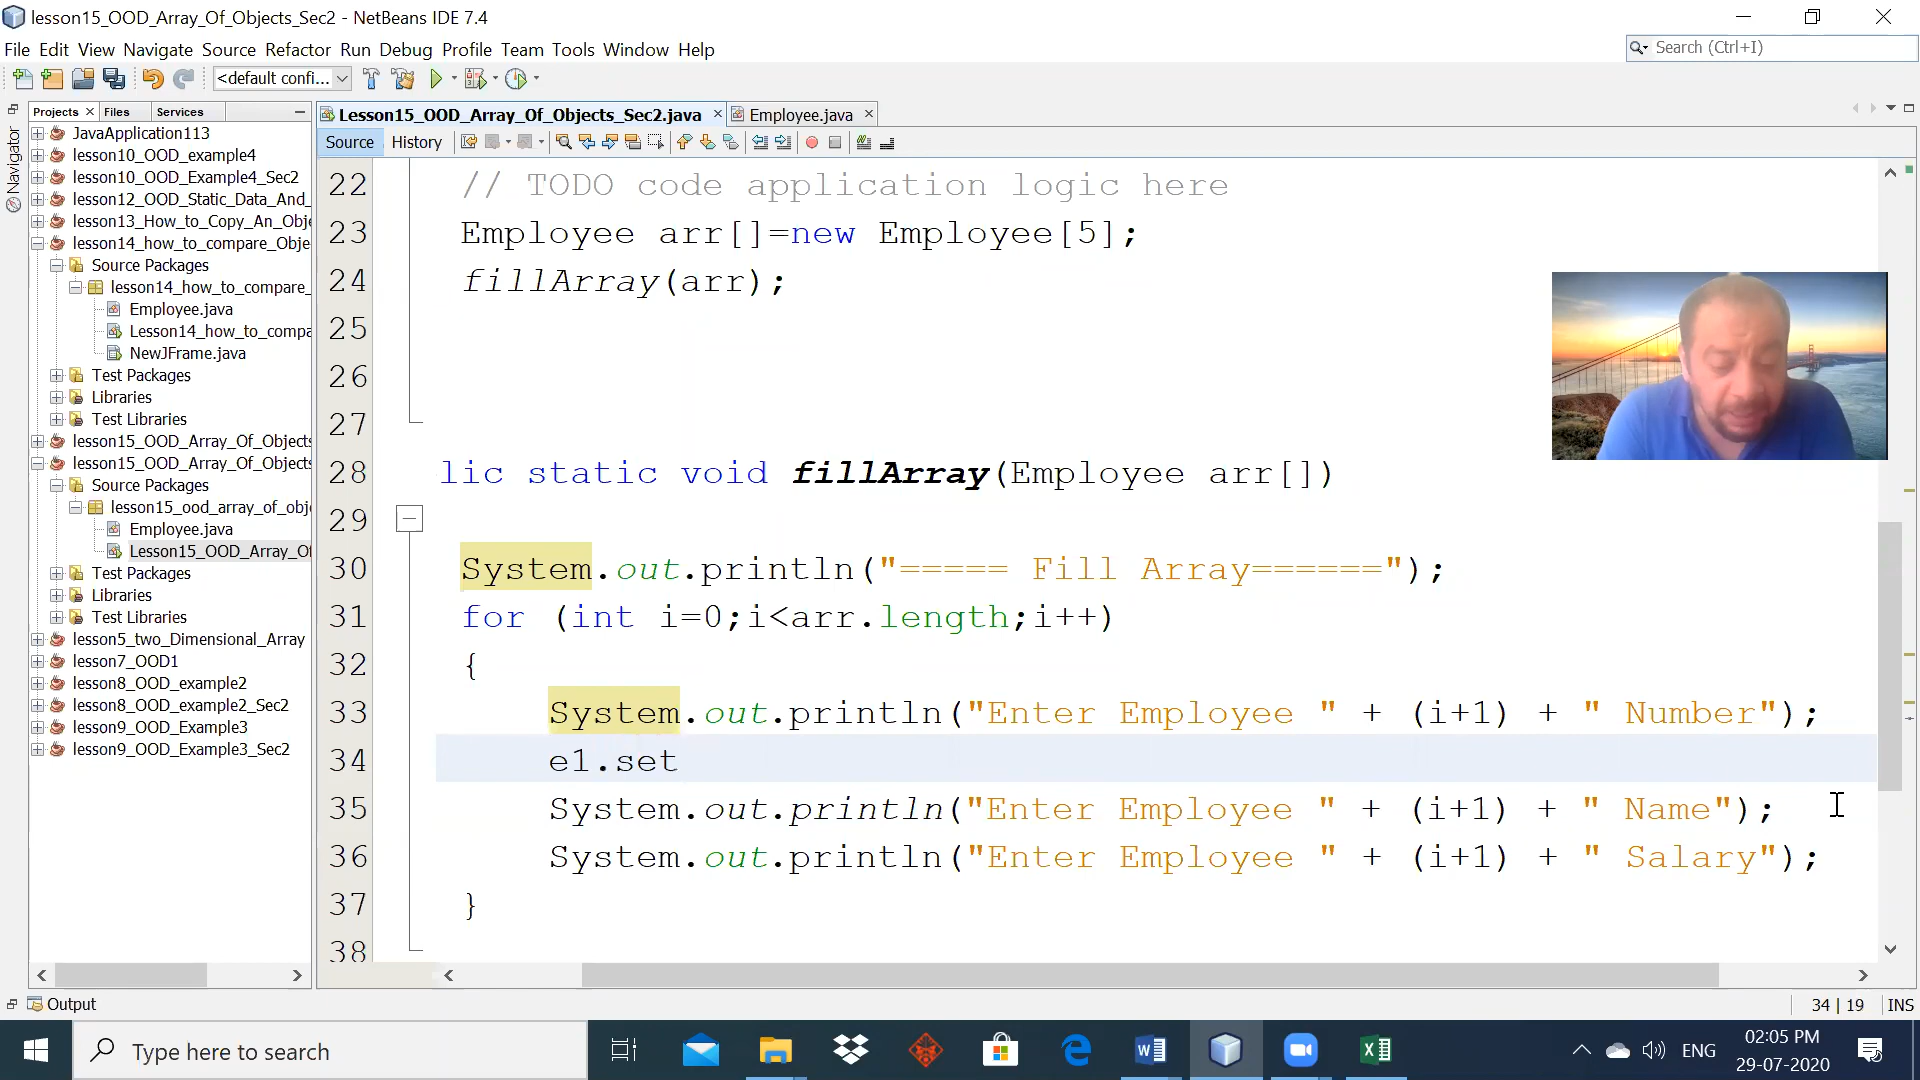 lesson15_OOD_Array_Of_Objects_Sec2 - NetBeans IDE 7.4
File Edit View Navigate Source Refactor Run Debug Profile Team Tools Window Help
Search (Ctrl+I)
<default confi...
Projects Files Services
Lesson15_OOD_Array_Of_Objects_Sec2.java Employee.java
Source History
Navigator
JavaApplication113
lesson10_OOD_example4
lesson10_OOD_Example4_Sec2
lesson12_OOD_Static_Data_And_
lesson13_How_to_Copy_An_Obje
lesson14_how_to_compare_Obje
Source Packages
lesson14_how_to_compare_
Employee.java
Lesson14_how_to_compa
NewJFrame.java
Test Packages
Libraries
Test Libraries
lesson15_OOD_Array_Of_Objects
lesson15_OOD_Array_Of_Objects
Source Packages
lesson15_ood_array_of_obj
Employee.java
Lesson15_OOD_Array_Of
Test Packages
Libraries
Test Libraries
lesson5_two_Dimensional_Array
lesson7_OOD1
lesson8_OOD_example2
lesson8_OOD_example2_Sec2
lesson9_OOD_Example3
lesson9_OOD_Example3_Sec2
22 // TODO code application logic here
23 Employee arr[]=new Employee[5];
24 fillArray(arr);
25
26
27
28 lic static void fillArray(Employee arr[])
29
30 System.out.println("===== Fill Array======");
31 for (int i=0;i<arr.length;i++)
32 {
33 System.out.println("Enter Employee " + (i+1) + " Number");
34 e1.set
35 System.out.println("Enter Employee " + (i+1) + " Name");
36 System.out.println("Enter Employee " + (i+1) + " Salary");
37 }
38
Output
34 | 19 INS
Type here to search
ENG
02:05 PM
29-07-2020